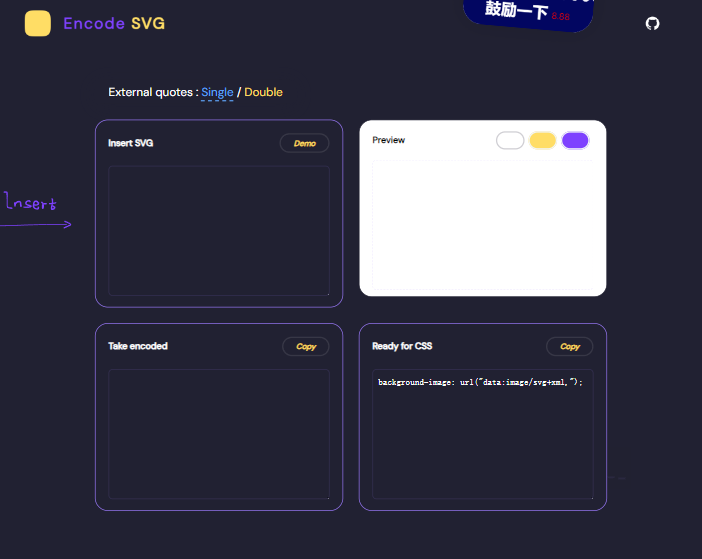 Encode SVG
鼓励一下 6.68
External quotes : Single / Double
Insert SVG
Demo
Preview
Insert
Take encoded
Copy
Ready for CSS
Copy
background-image: url("data:image/svg+xml,");